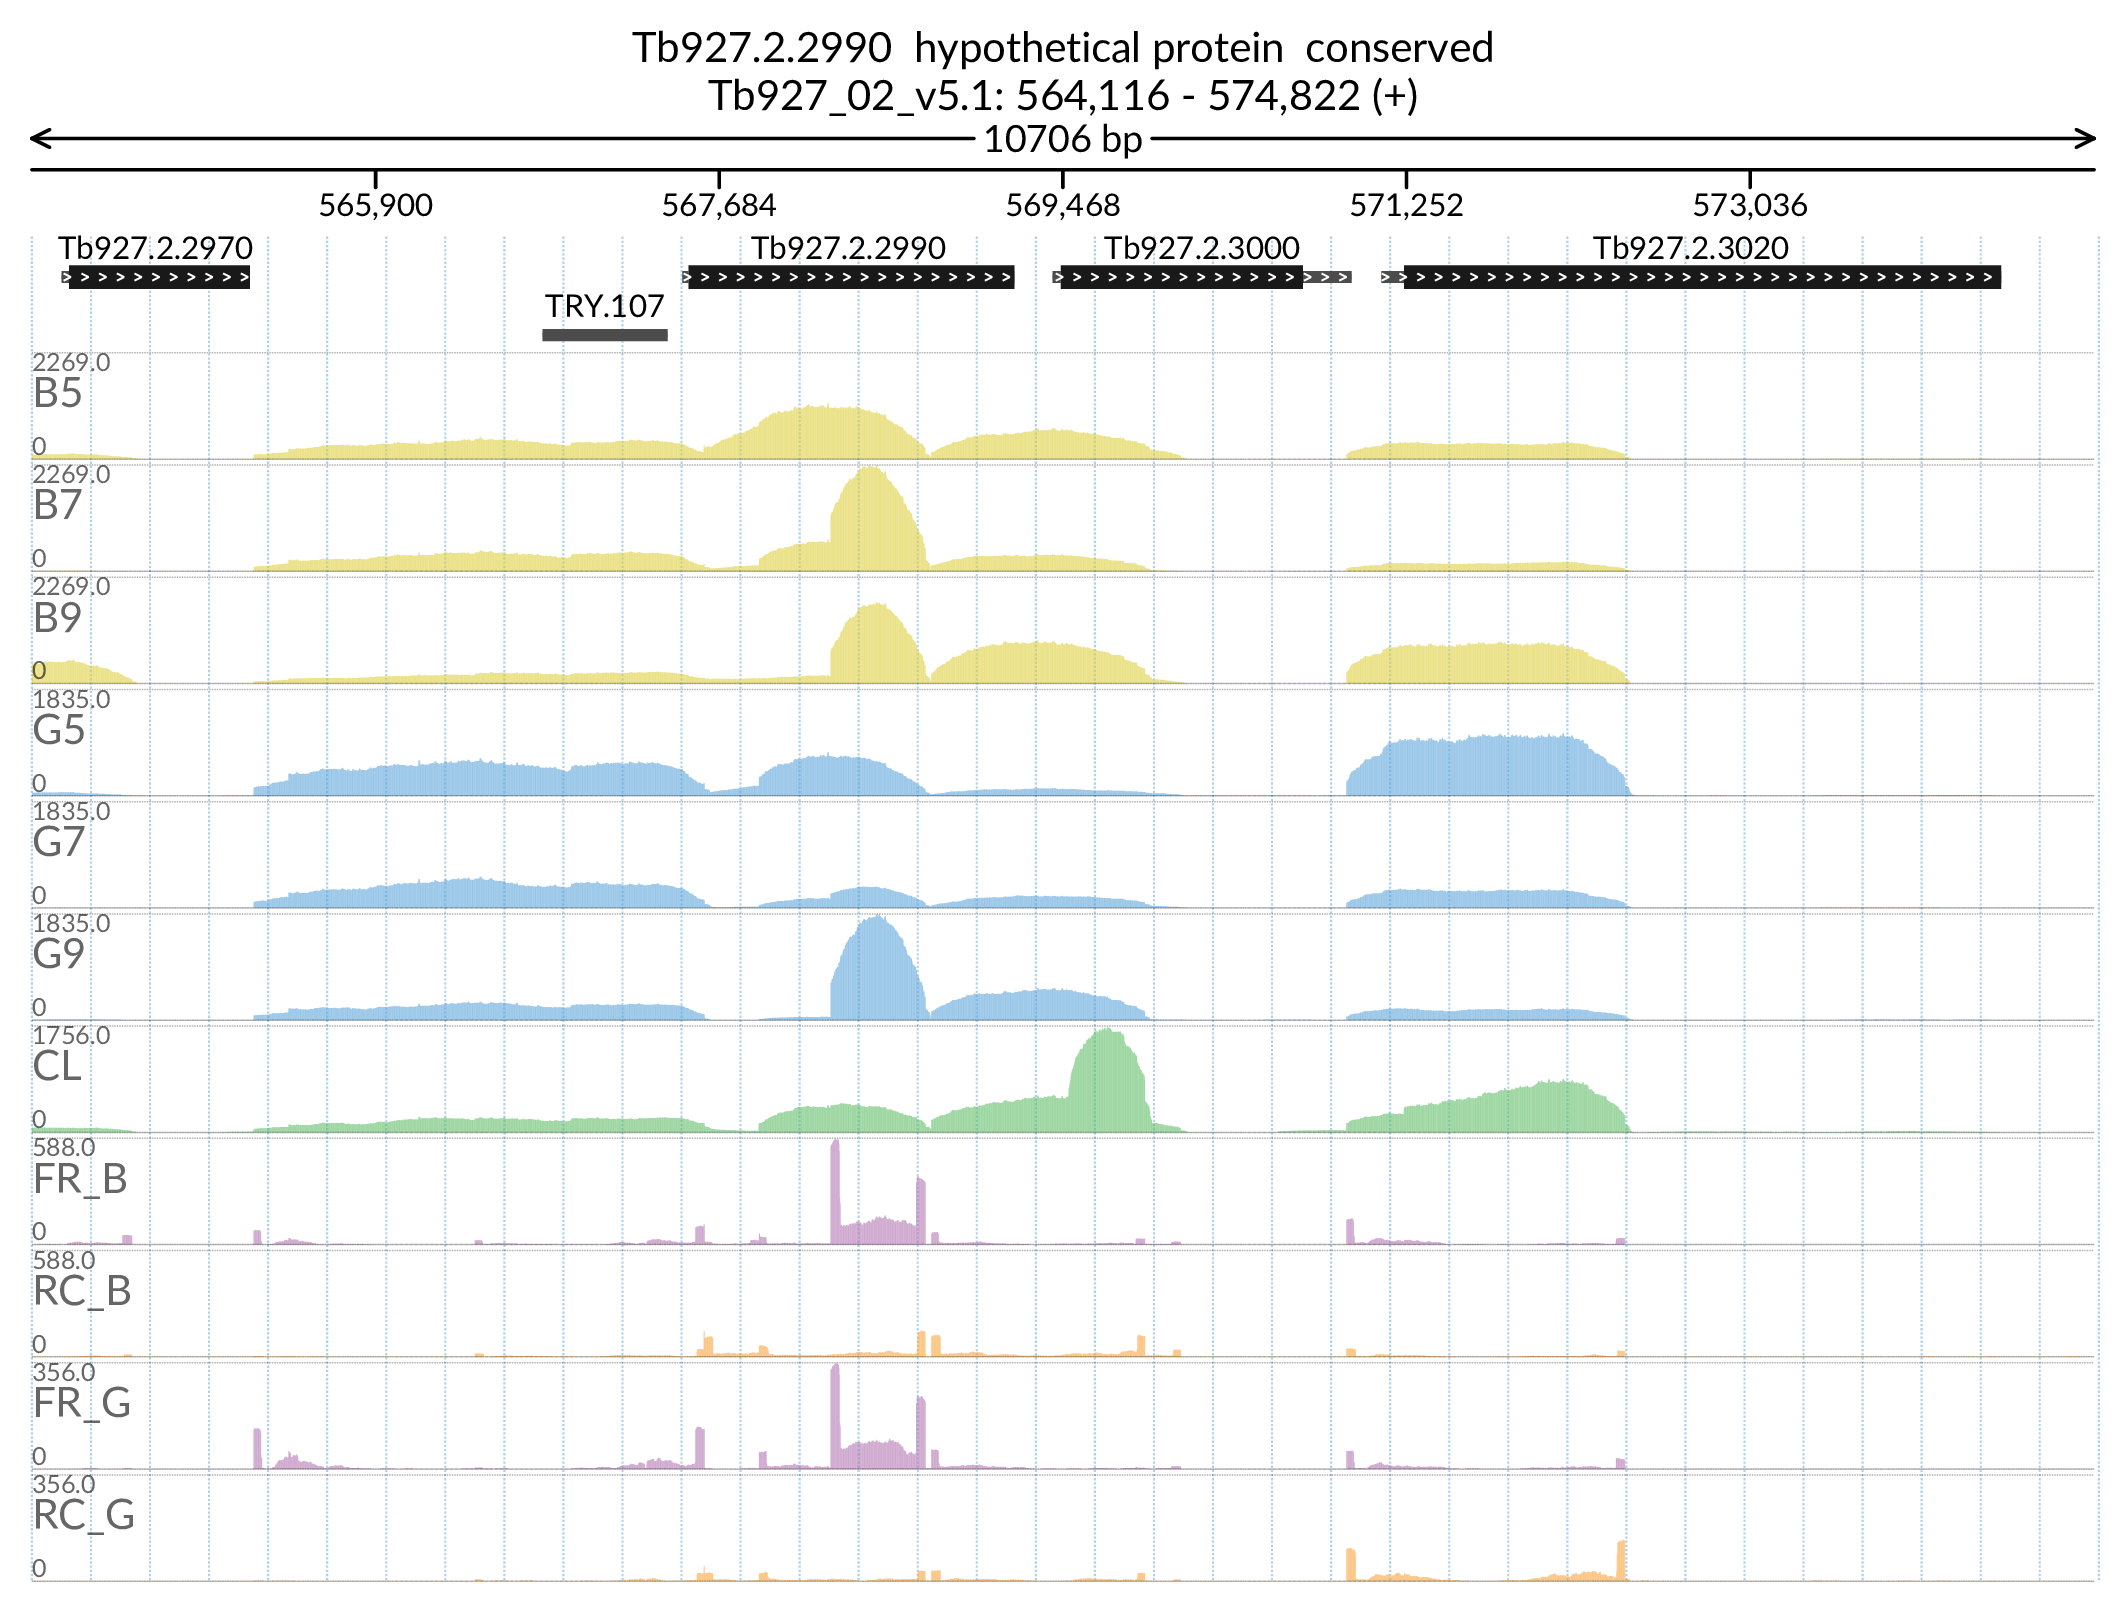 Tb927.2.2990  hypothetical protein  conserved
Tb927_02_v5.1: 564,116 - 574,822 (+)
10706 bp
565,900 567,684 569,468 571,252 573,036
Tb927.2.2970 Tb927.2.2990 Tb927.2.3000 Tb927.2.3020
TRY.107
2269.0
B5
0
2269.0
B7
0
2269.0
B9
0
1835.0
G5
0
1835.0
G7
0
1835.0
G9
0
1756.0
CL
0
588.0
FR_B
0
588.0
RC_B
0
356.0
FR_G
0
356.0
RC_G
0